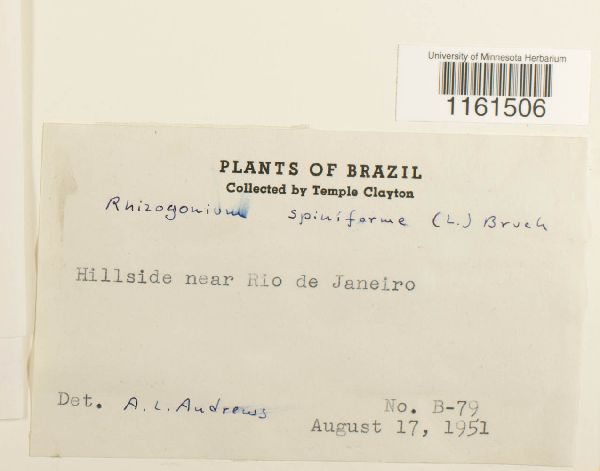 University of Minnesota Herbarium
1161506
PLANTS OF BRAZIL
Collected by Temple Clayton
Rhizogonium spiniforme (L.) Bruch
Hillside near Rio de Janeiro
Det. A.L. Andrews
No. B-79
August 17, 1951